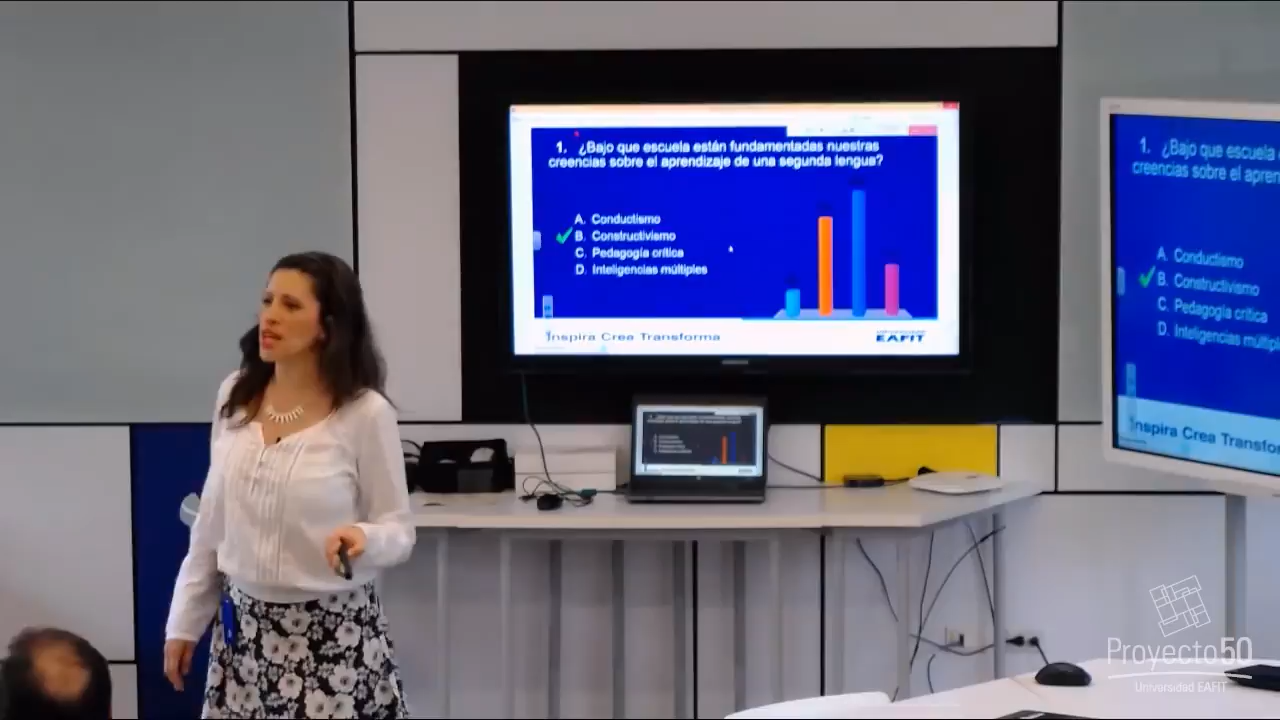 1. ¿Bajo que escuela están fundamentadas nuestras
creencias sobre el aprendizaje de una segunda lengua?
A. Conductismo
B. Constructivismo
C. Pedagogía crítica
D. Inteligencias múltiples
Inspira Crea Transforma
EAFIT
1. ¿Bajo que escuela
creencias sobre el apren
A. Conductismo
B. Constructivismo
C. Pedagogía crítica
D. Inteligencias múltipl
Inspira Crea Transfo
Proyecto50
Universidad EAFIT